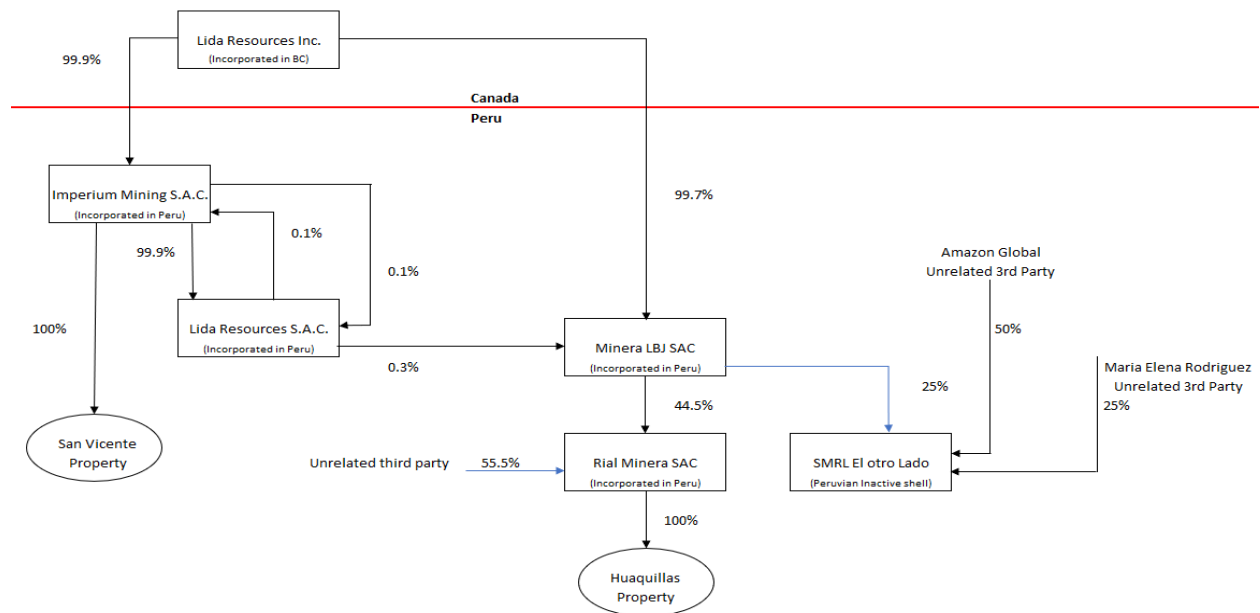 Lida Resources Inc.
(Incorporated in BC)
99.9%
Canada
Peru
Imperium Mining S.A.C.
(Incorporated in Peru)
99.7%
0.1%
99.9%
0.1%
Amazon Global
Unrelated 3rd Party
100%
Lida Resources S.A.C.
(Incorporated in Peru)
50%
Minera LBJ SAC
(Incorporated in Peru)
0.3%
Maria Elena Rodriguez
Unrelated 3rd Party
25%
25%
44.5%
San Vicente
Property
Unrelated third party
55.5%
Rial Minera SAC
(Incorporated in Peru)
SMRL El otro Lado
(Peruvian Inactive shell)
100%
Huaquillas
Property